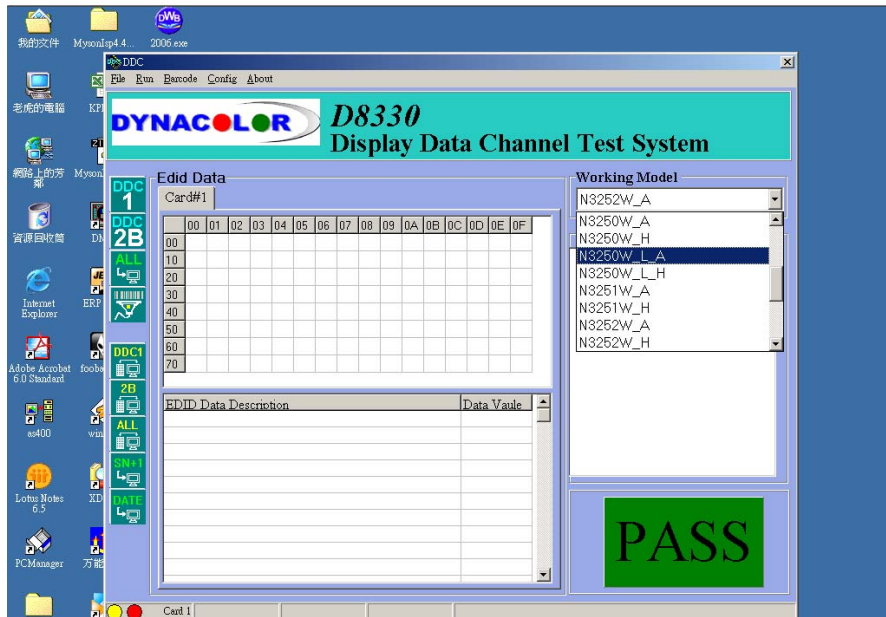 我的文件
MysonIsp4.4...
2006.exe
老虎的電腦
網路上的芳鄰
Myson
資源回收筒
Internet Explorer
ERP
Adobe Acrobat 6.0 Standard
as400
Lotus Notes 6.5
PCManager
DDC
File Run Barcode Config About
DYNACOLOR
D8330
Display Data Channel Test System
DDC 1
DDC 2B
ALL
DDC1
2B
ALL
SN+1
DATE
Edid Data
Card#1
00 01 02 03 04 05 06 07 08 09 0A 0B 0C 0D 0E 0F
00
10
20
30
40
50
60
70
EDID Data Description Data Vaule
Working Model
N3252W_A
N3250W_A
N3250W_H
N3250W_L_A
N3250W_L_H
N3251W_A
N3251W_H
N3252W_A
N3252W_H
PASS
Card 1